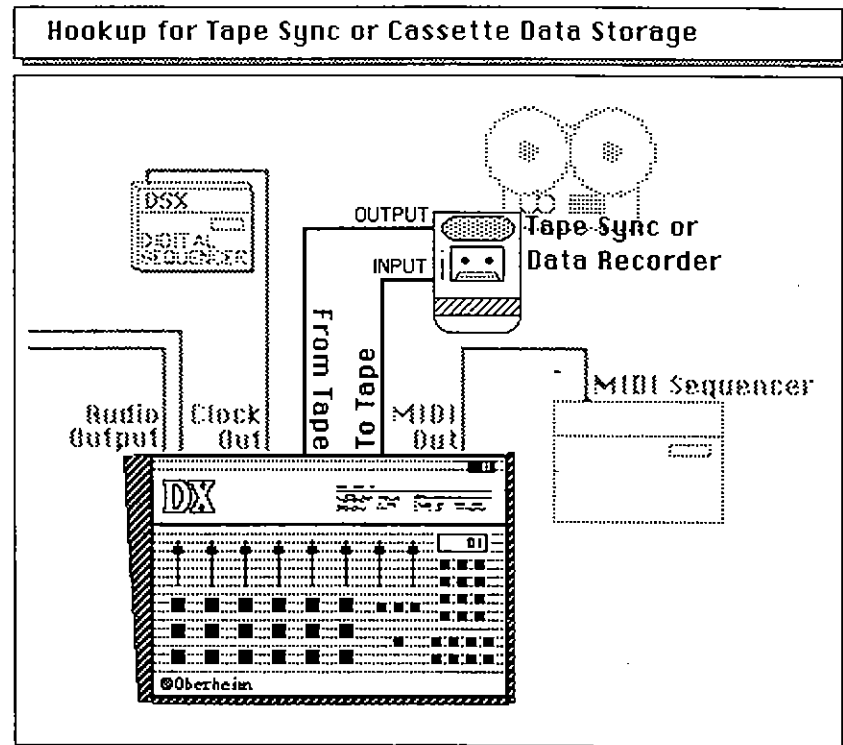 Hookup for Tape Sync or Cassette Data Storage
DSX
DIGITAL
SEQUENCER
OUTPUT
Tape Sync or
Data Recorder
INPUT
From Tape
To Tape
Audio
Output
Clock
Out
MIDI
Out
MIDI Sequencer
DX
01
©Oberheim